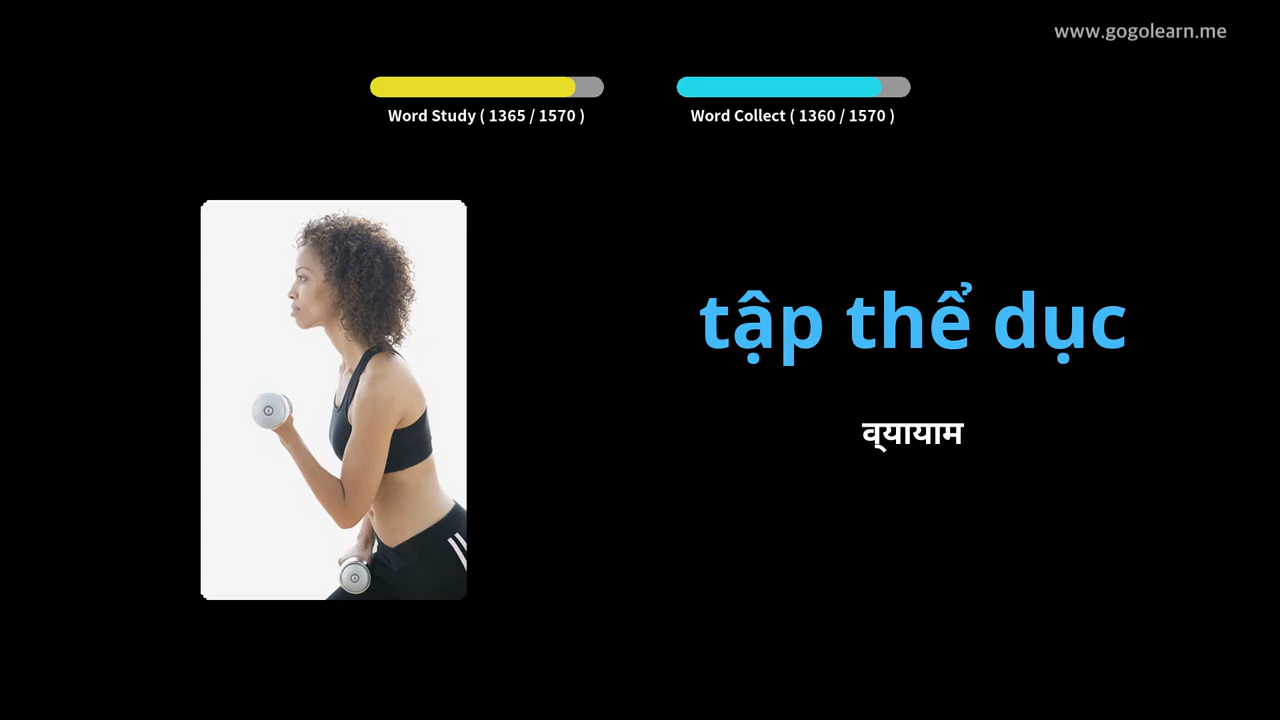 www.gogolearn.me
Word Study ( 1365 / 1570 )
Word Collect ( 1360 / 1570 )
tập thể dục
व्यायाम